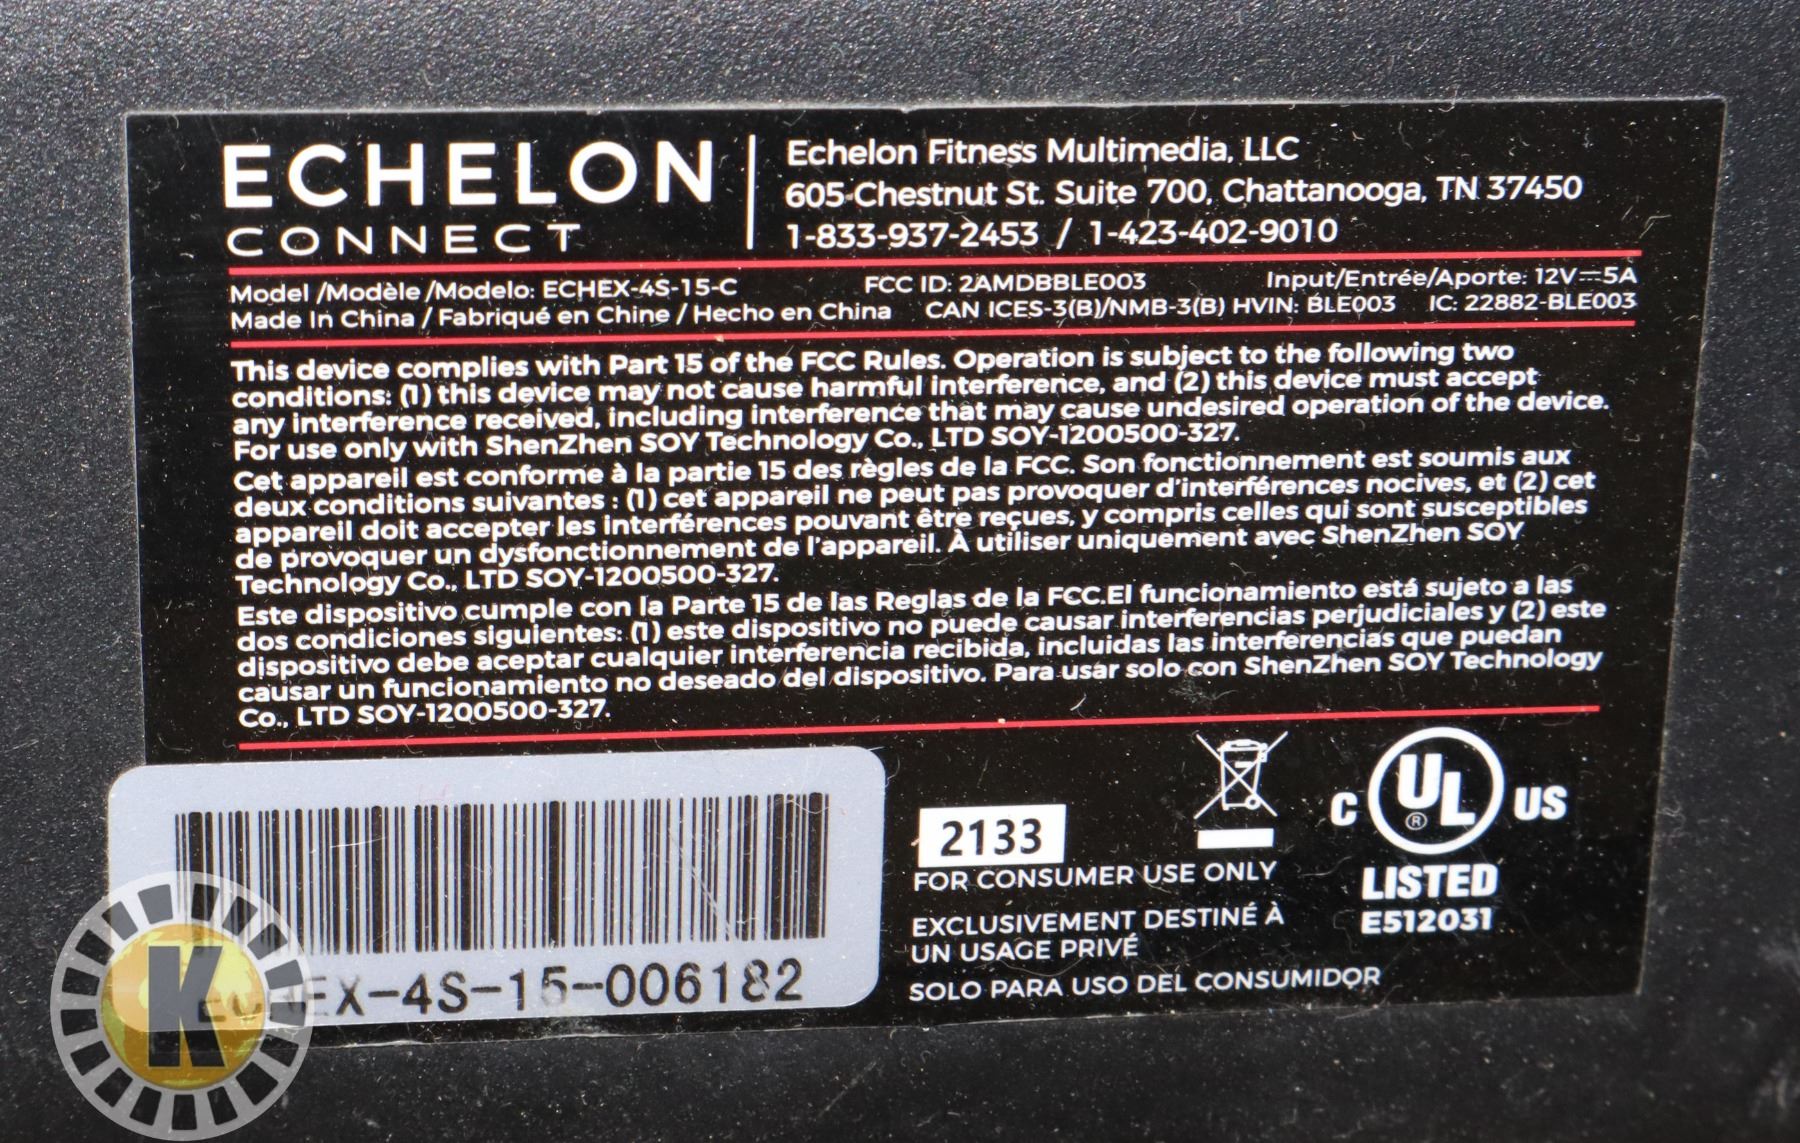 ECHELON
CONNECT
Echelon Fitness Multimedia, LLC
605 Chestnut St. Suite 700, Chattanooga, TN 37450
1-833-937-2453 / 1-423-402-9010
Model /Modèle /Modelo: ECHEX-4S-15-C FCC ID: 2AMDBBLE003 Input/Entrée/Aporte: 12V⎓5A
Made In China / Fabriqué en Chine / Hecho en China CAN ICES-3(B)/NMB-3(B) HVIN: BLE003 IC: 22882-BLE003
This device complies with Part 15 of the FCC Rules. Operation is subject to the following two
conditions: (1) this device may not cause harmful interference, and (2) this device must accept
any interference received, including interference that may cause undesired operation of the device.
For use only with ShenZhen SOY Technology Co., LTD SOY-1200500-327.
Cet appareil est conforme à la partie 15 des règles de la FCC. Son fonctionnement est soumis aux
deux conditions suivantes : (1) cet appareil ne peut pas provoquer d'interférences nocives, et (2) cet
appareil doit accepter les interférences pouvant être reçues, y compris celles qui sont susceptibles
de provoquer un dysfonctionnement de l'appareil. À utiliser uniquement avec ShenZhen SOY
Technology Co., LTD SOY-1200500-327.
Este dispositivo cumple con la Parte 15 de las Reglas de la FCC.El funcionamiento está sujeto a las
dos condiciones siguientes: (1) este dispositivo no puede causar interferencias perjudiciales y (2) este
dispositivo debe aceptar cualquier interferencia recibida, incluidas las interferencias que puedan
causar un funcionamiento no deseado del dispositivo. Para usar solo con ShenZhen SOY Technology
Co., LTD SOY-1200500-327.
ECHEX-4S-15-006182
K
2133
FOR CONSUMER USE ONLY
EXCLUSIVEMENT DESTINÉ À
UN USAGE PRIVÉ
SOLO PARA USO DEL CONSUMIDOR
C UL ® US
LISTED
E512031